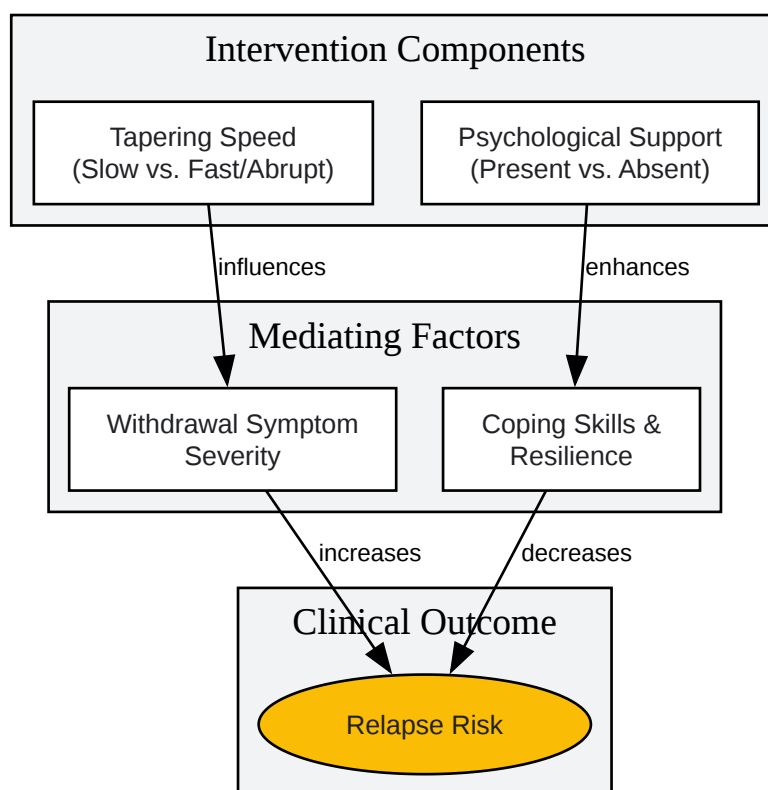 Intervention Components
Tapering Speed
(Slow vs. Fast/Abrupt)
Psychological Support
(Present vs. Absent)
influences
enhances
Mediating Factors
Withdrawal Symptom
Severity
Coping Skills &
Resilience
increases
decreases
Clinical Outcome
Relapse Risk